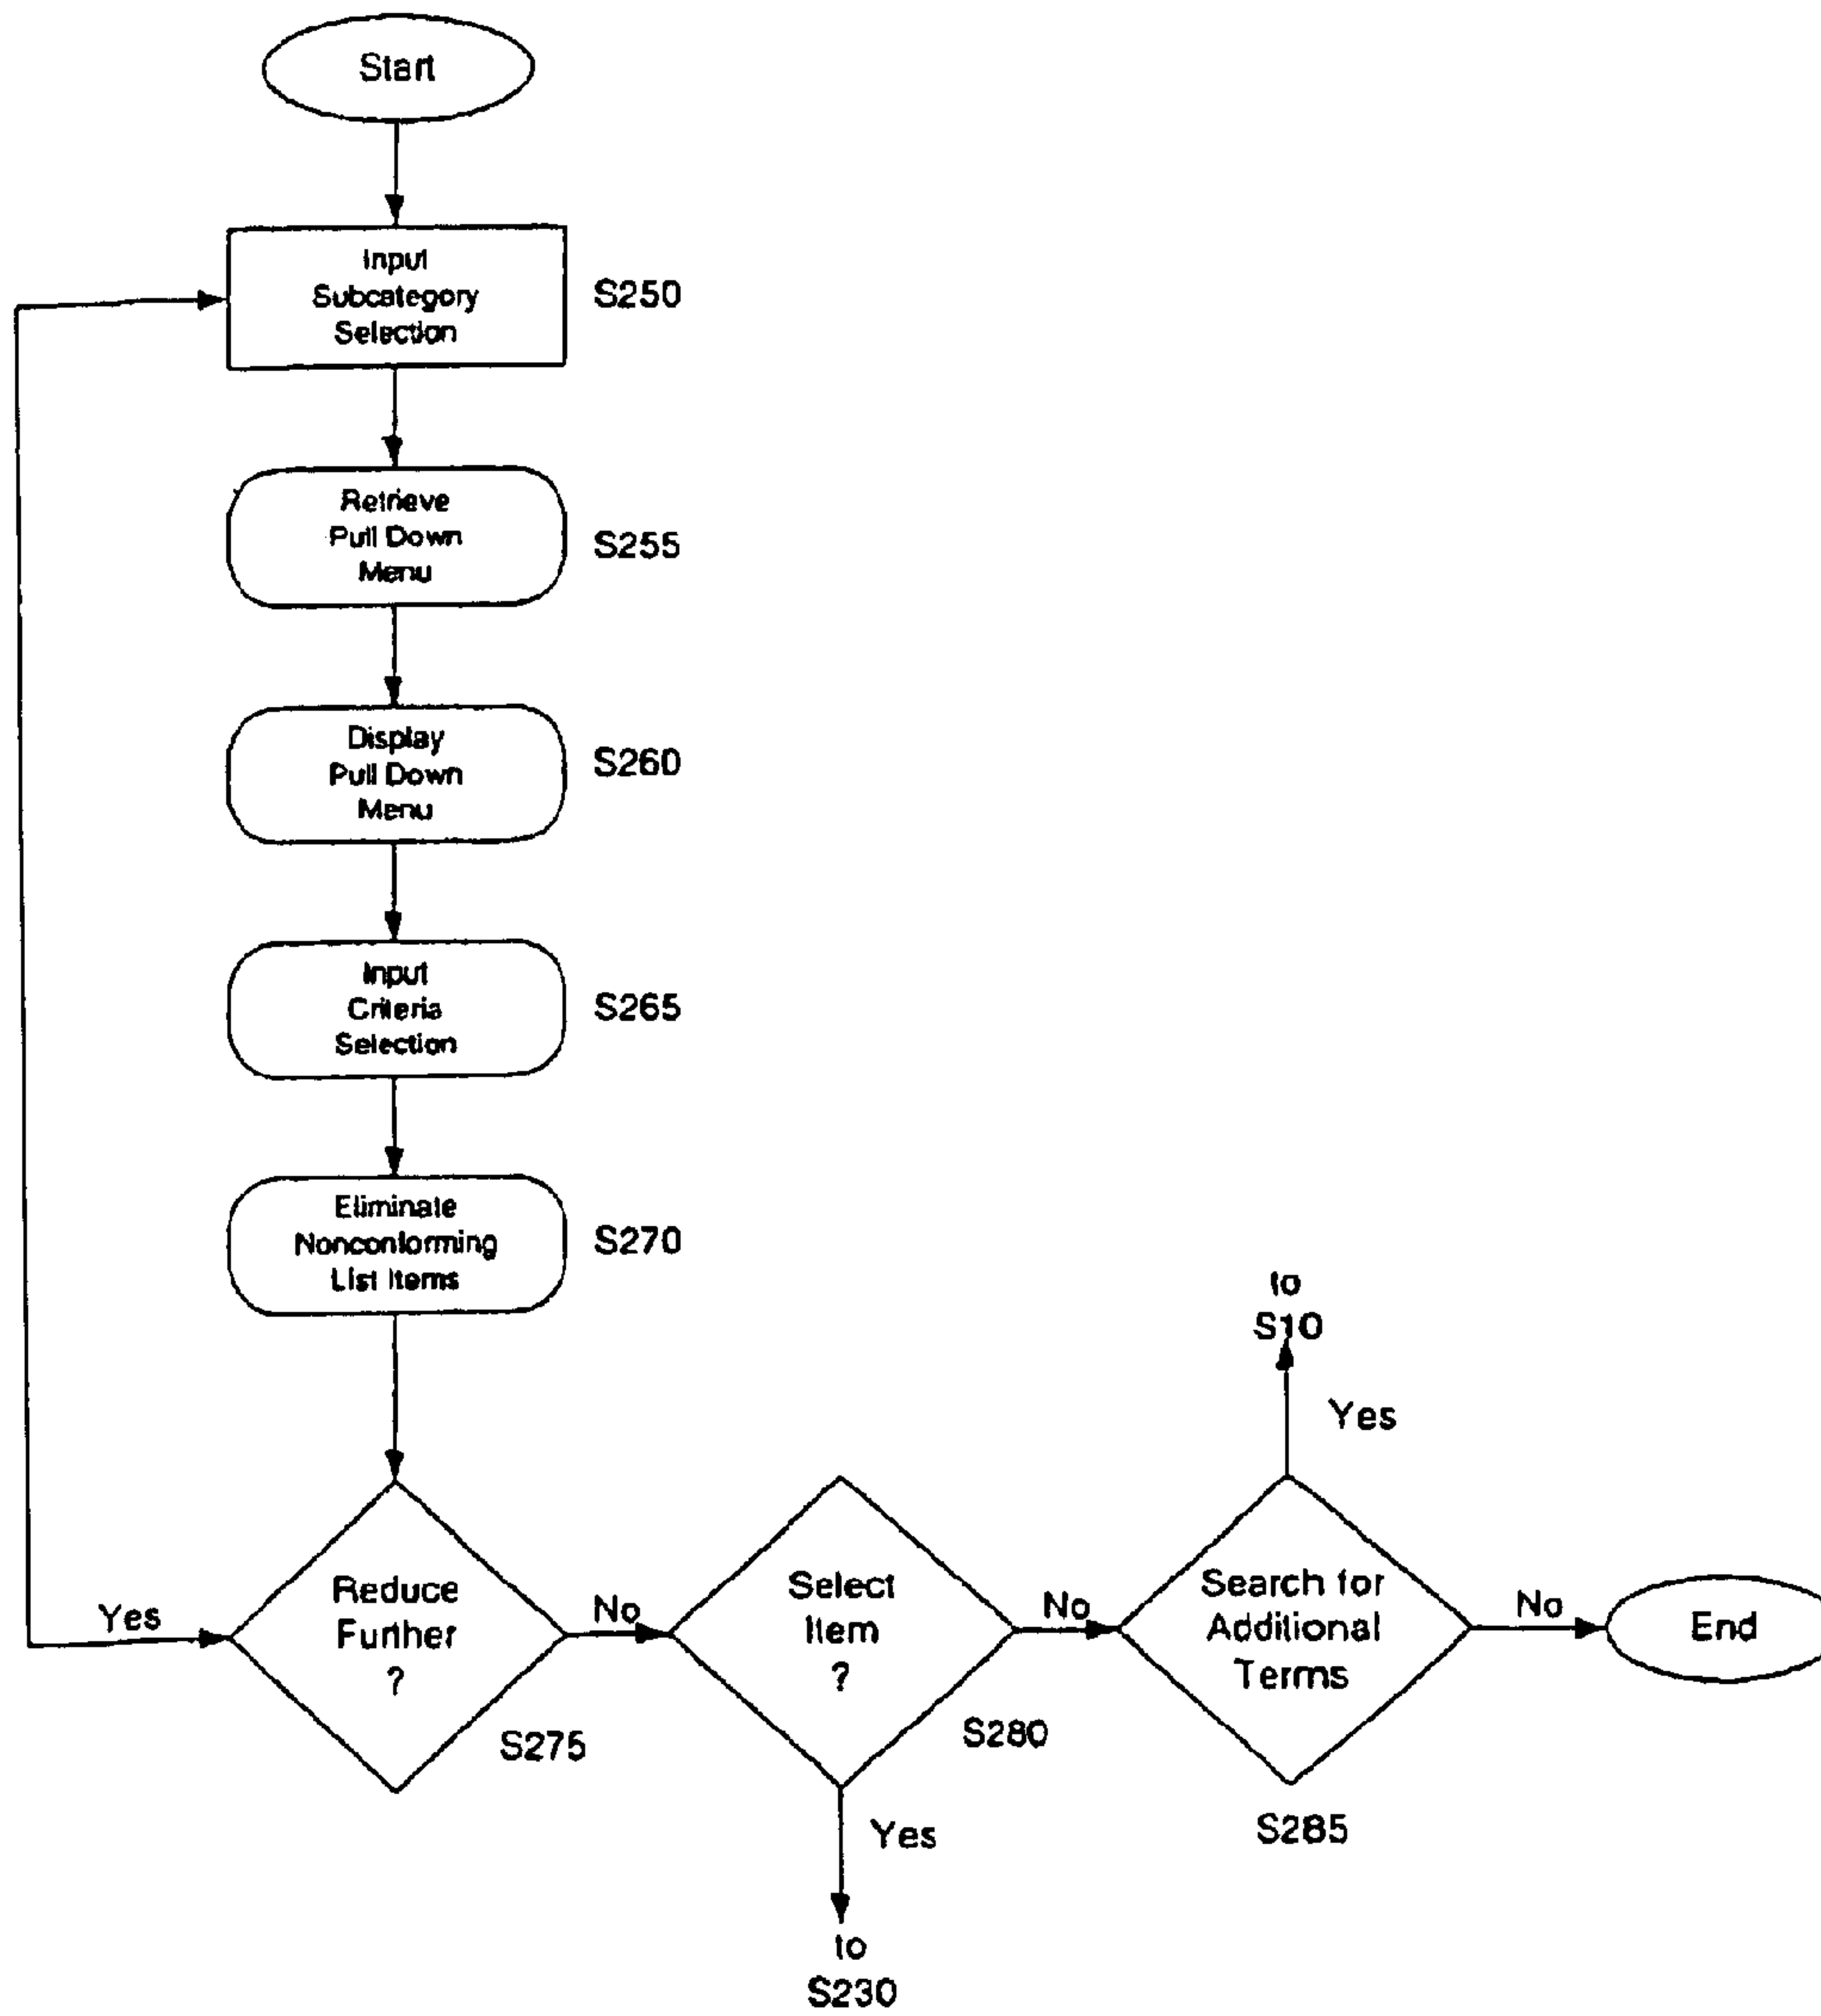 Start
Input
Subcategory
Selection
S250
Retrieve
Pull Down
Menu
S255
Display
Pull Down
Menu
S260
Input
Criteria
Selection
S265
Eliminate
Nonconforming
List Items
S270
to
S10
Yes
Yes
Reduce
Further
?
S275
No
Select
Item
?
S280
No
Search for
Additional
Terms
S285
No
End
Yes
to
S230